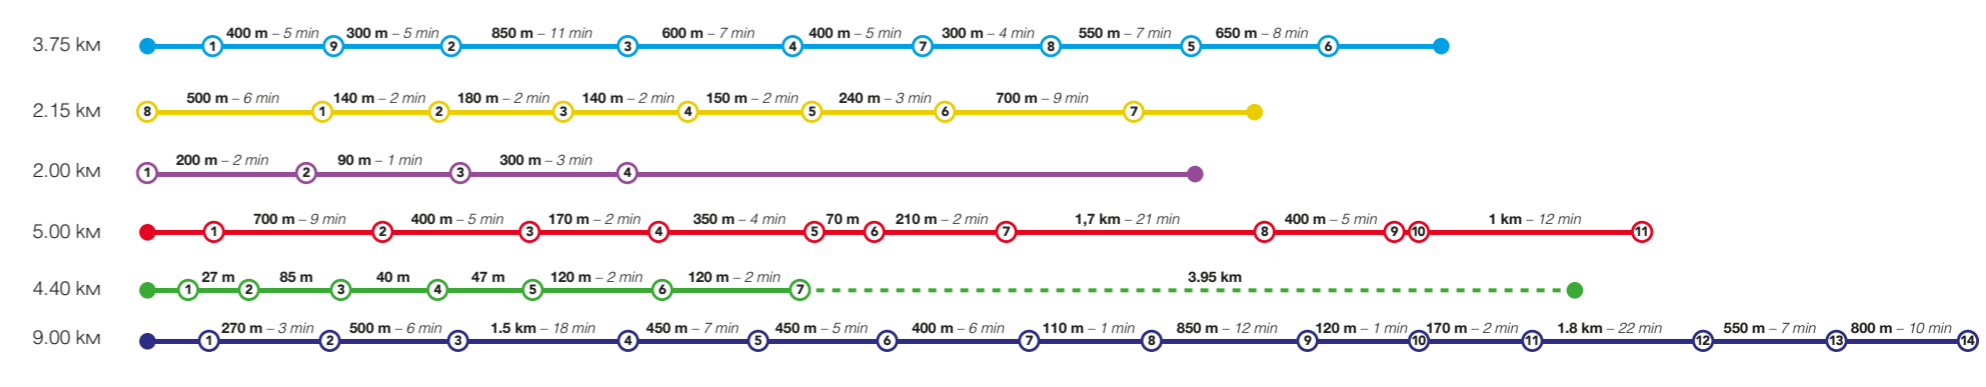 400 m – 5 min 300 m – 5 min 850 m – 11 min 600 m – 7 min 400 m – 5 min 300 m – 4 min 550 m – 7 min 650 m – 8 min
3.75 км 1 9 2 3 4 7 8 5 6
500 m – 6 min 140 m – 2 min 180 m – 2 min 140 m – 2 min 150 m – 2 min 240 m – 3 min 700 m – 9 min
2.15 км 8 1 2 3 4 5 6 7
200 m – 2 min 90 m – 1 min 300 m – 3 min
2.00 км 1 2 3 4
700 m – 9 min 400 m – 5 min 170 m – 2 min 350 m – 4 min 70 m 210 m – 2 min 1,7 km – 21 min 400 m – 5 min 1 km – 12 min
5.00 км 1 2 3 4 5 6 7 8 9 10 11
27 m 85 m 40 m 47 m 120 m – 2 min 120 m – 2 min 3.95 km
4.40 км 1 2 3 4 5 6 7
270 m – 3 min 500 m – 6 min 1.5 km – 18 min 450 m – 7 min 450 m – 5 min 400 m – 6 min 110 m – 1 min 850 m – 12 min 120 m – 1 min 170 m – 2 min 1.8 km – 22 min 550 m – 7 min 800 m – 10 min
9.00 км 1 2 3 4 5 6 7 8 9 10 11 12 13 14